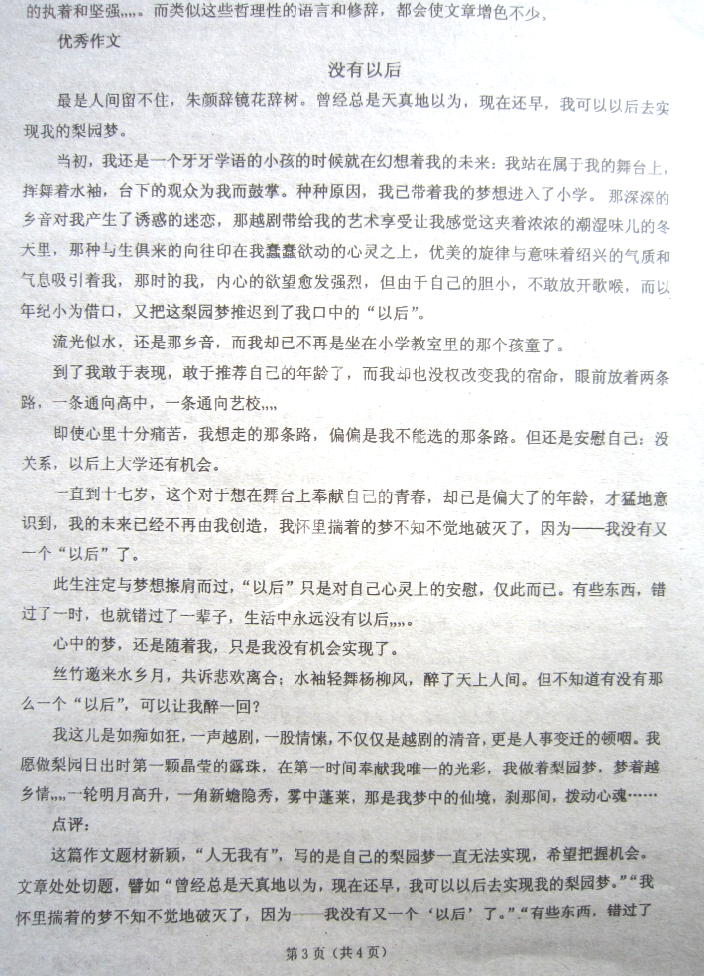 的执着和坚强,,,,。而类似这些哲理性的语言和修辞，都会使文章增色不少。
优秀作文
没有以后
最是人间留不住，朱颜辞镜花辞树。曾经总是天真地以为，现在还早，我可以以后去实
现我的梨园梦。
当初，我还是一个牙牙学语的小孩的时候就在幻想着我的未来：我站在属于我的舞台上，
挥舞着水袖，台下的观众为我而鼓掌。种种原因，我已带着我的梦想进入了小学。 那深深的
乡音对我产生了诱惑的迷恋，那越剧带给我的艺术享受让我感觉这夹着浓浓的潮湿味儿的冬
天里，那种与生俱来的向往印在我蠢蠢欲动的心灵之上，优美的旋律与意味着绍兴的气质和
气息吸引着我，那时的我，内心的欲望愈发强烈，但由于自己的胆小，不敢放开歌喉，而以
年纪小为借口，又把这梨园梦推迟到了我口中的“以后”。
流光似水，还是那乡音，而我却已不再是坐在小学教室里的那个孩童了。
到了我敢于表现，敢于推荐自己的年龄了，而我却也没权改变我的宿命，眼前放着两条
路，一条通向高中，一条通向艺校,,,,
即使心里十分痛苦，我想走的那条路，偏偏是我不能选的那条路。但还是安慰自己：没
关系，以后上大学还有机会。
一直到十七岁，这个对于想在舞台上奉献自己的青春，却已是偏大了的年龄，才猛地意
识到，我的未来已经不再由我创造，我怀里揣着的梦不知不觉地破灭了，因为——我没有又
一个“以后”了。
此生注定与梦想擦肩而过，“以后”只是对自己心灵上的安慰，仅此而已。有些东西，错
过了一时，也就错过了一辈子，生活中永远没有以后,,,,。
心中的梦，还是随着我，只是我没有机会实现了。
丝竹邀来水乡月，共诉悲欢离合；水袖轻舞杨柳风，醉了天上人间。但不知道有没有那
么一个“以后”，可以让我醉一回？
我这儿是如痴如狂，一声越剧，一股情愫，不仅仅是越剧的清音，更是人事变迁的顿咽。我
愿做梨园日出时第一颗晶莹的露珠，在第一时间奉献我唯一的光彩，我做着梨园梦．梦着越
乡情,,,,一轮明月高升，一角新蟾隐秀，雾中蓬莱，那是我梦中的仙境，刹那间，拨动心魂……
点评：
这篇作文题材新颖，“人无我有”，写的是自己的梨园梦一直无法实现，希望把握机会。
文章处处切题，譬如“曾经总是天真地以为，现在还早，我可以以后去实现我的梨园梦。”“我
怀里揣着的梦不知不觉地破灭了，因为——我没有又一个‘以后’了。”“有些东西．错过了
第 3 页（共 4 页）